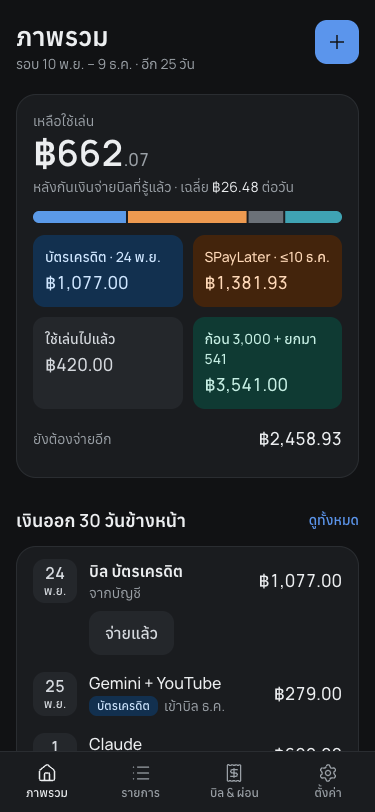 ภาพรวม
รอบ 10 พ.ย. – 9 ธ.ค. · อีก 25 วัน
เหลือใช้เล่น
฿662.07
หลังกันเงินจ่ายบิลที่รู้แล้ว · เฉลี่ย ฿26.48 ต่อวัน
บัตรเครดิต · 24 พ.ย.
฿1,077.00
SPayLater · ≤10 ธ.ค.
฿1,381.93
ใช้เล่นไปแล้ว
฿420.00
ก้อน 3,000 + ยกมา
541
฿3,541.00
ยังต้องจ่ายอีก
฿2,458.93
เงินออก 30 วันข้างหน้า
ดูทั้งหมด
24
พ.ย.
บิล บัตรเครดิต
จากบัญชี
฿1,077.00
จ่ายแล้ว
25
พ.ย.
Gemini + YouTube
บัตรเครดิต เข้าบิล ธ.ค.
฿279.00
1
Claude
ภาพรวม
รายการ
บิล & ผ่อน
ตั้งค่า